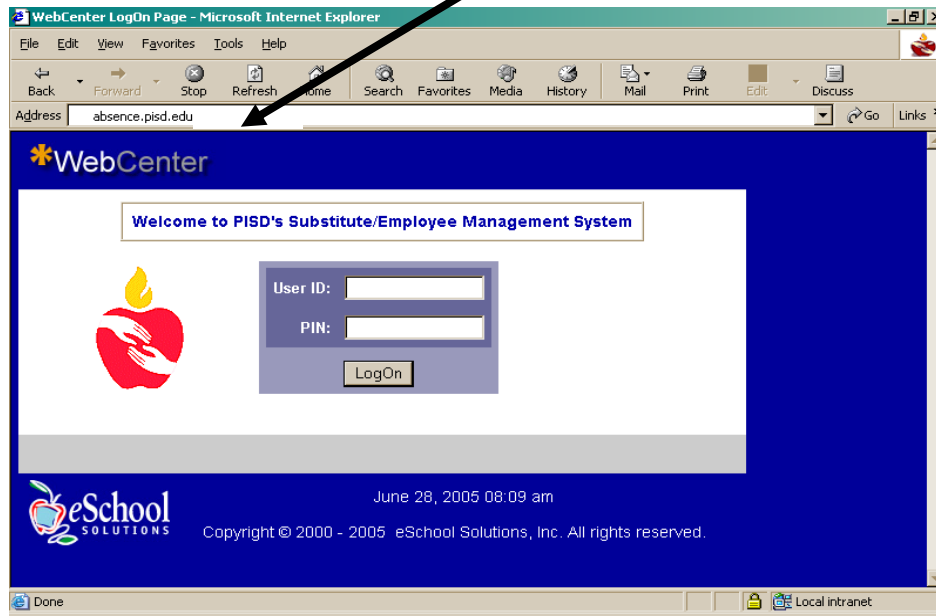 WebCenter LogOn Page - Microsoft Internet Explorer
File Edit View Favorites Tools Help
Back Forward Stop Refresh Home Search Favorites Media History Mail Print Edit Discuss
Address absence.pisd.edu Go Links
*WebCenter
Welcome to PISD's Substitute/Employee Management System
User ID:
PIN:
LogOn
eSchool
SOLUTIONS
June 28, 2005 08:09 am
Copyright © 2000 - 2005 eSchool Solutions, Inc. All rights reserved.
Done Local intranet